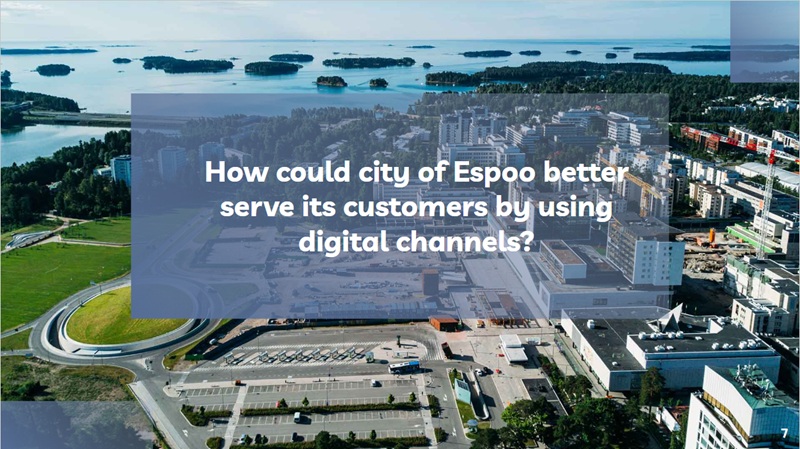 How could city of Espoo better
serve its customers by using
digital channels?
7